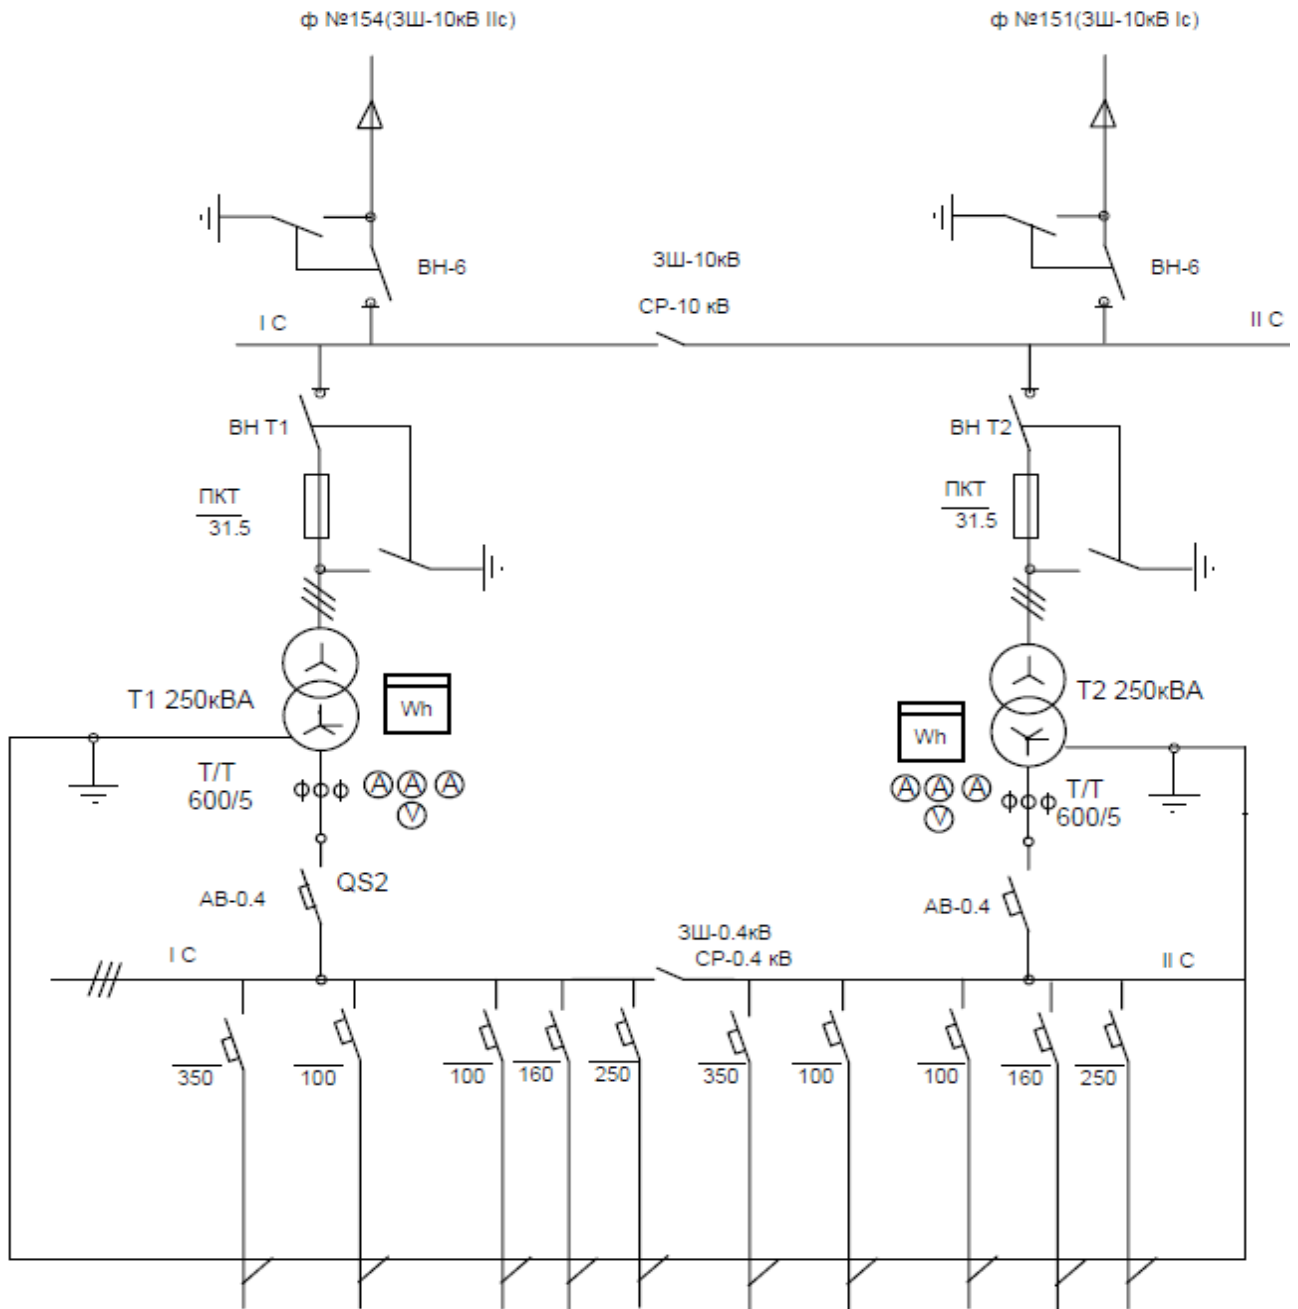 ф №154(ЗШ-10кВ IIс)
ф №151(ЗШ-10кВ Iс)
ВН-6
ЗШ-10кВ
ВН-6
СР-10 кВ
I С
II С
ВН Т1
ВН Т2
ПКТ
31.5
ПКТ
31.5
Т1 250кВА
Wh
Т2 250кВА
Wh
Т/Т
600/5
A A A
V
A A A
V
Т/Т
600/5
QS2
АВ-0.4
АВ-0.4
ЗШ-0.4кВ
СР-0.4 кВ
I С
II С
350
100
100
160
250
350
100
100
160
250